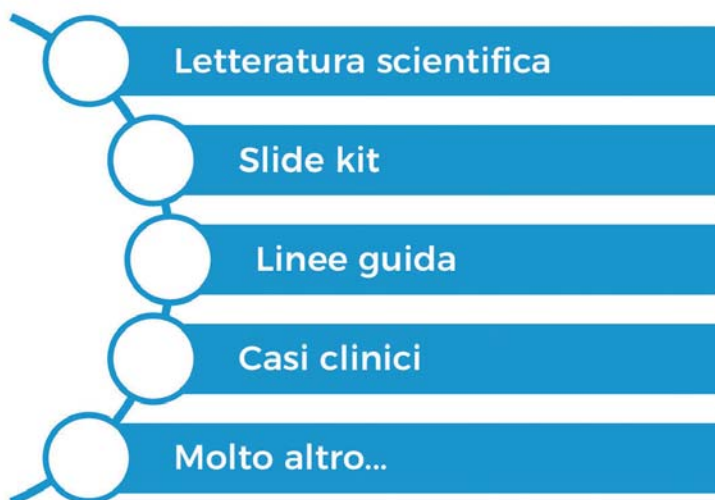 Letteratura scientifica
Slide kit
Linee guida
Casi clinici
Molto altro...